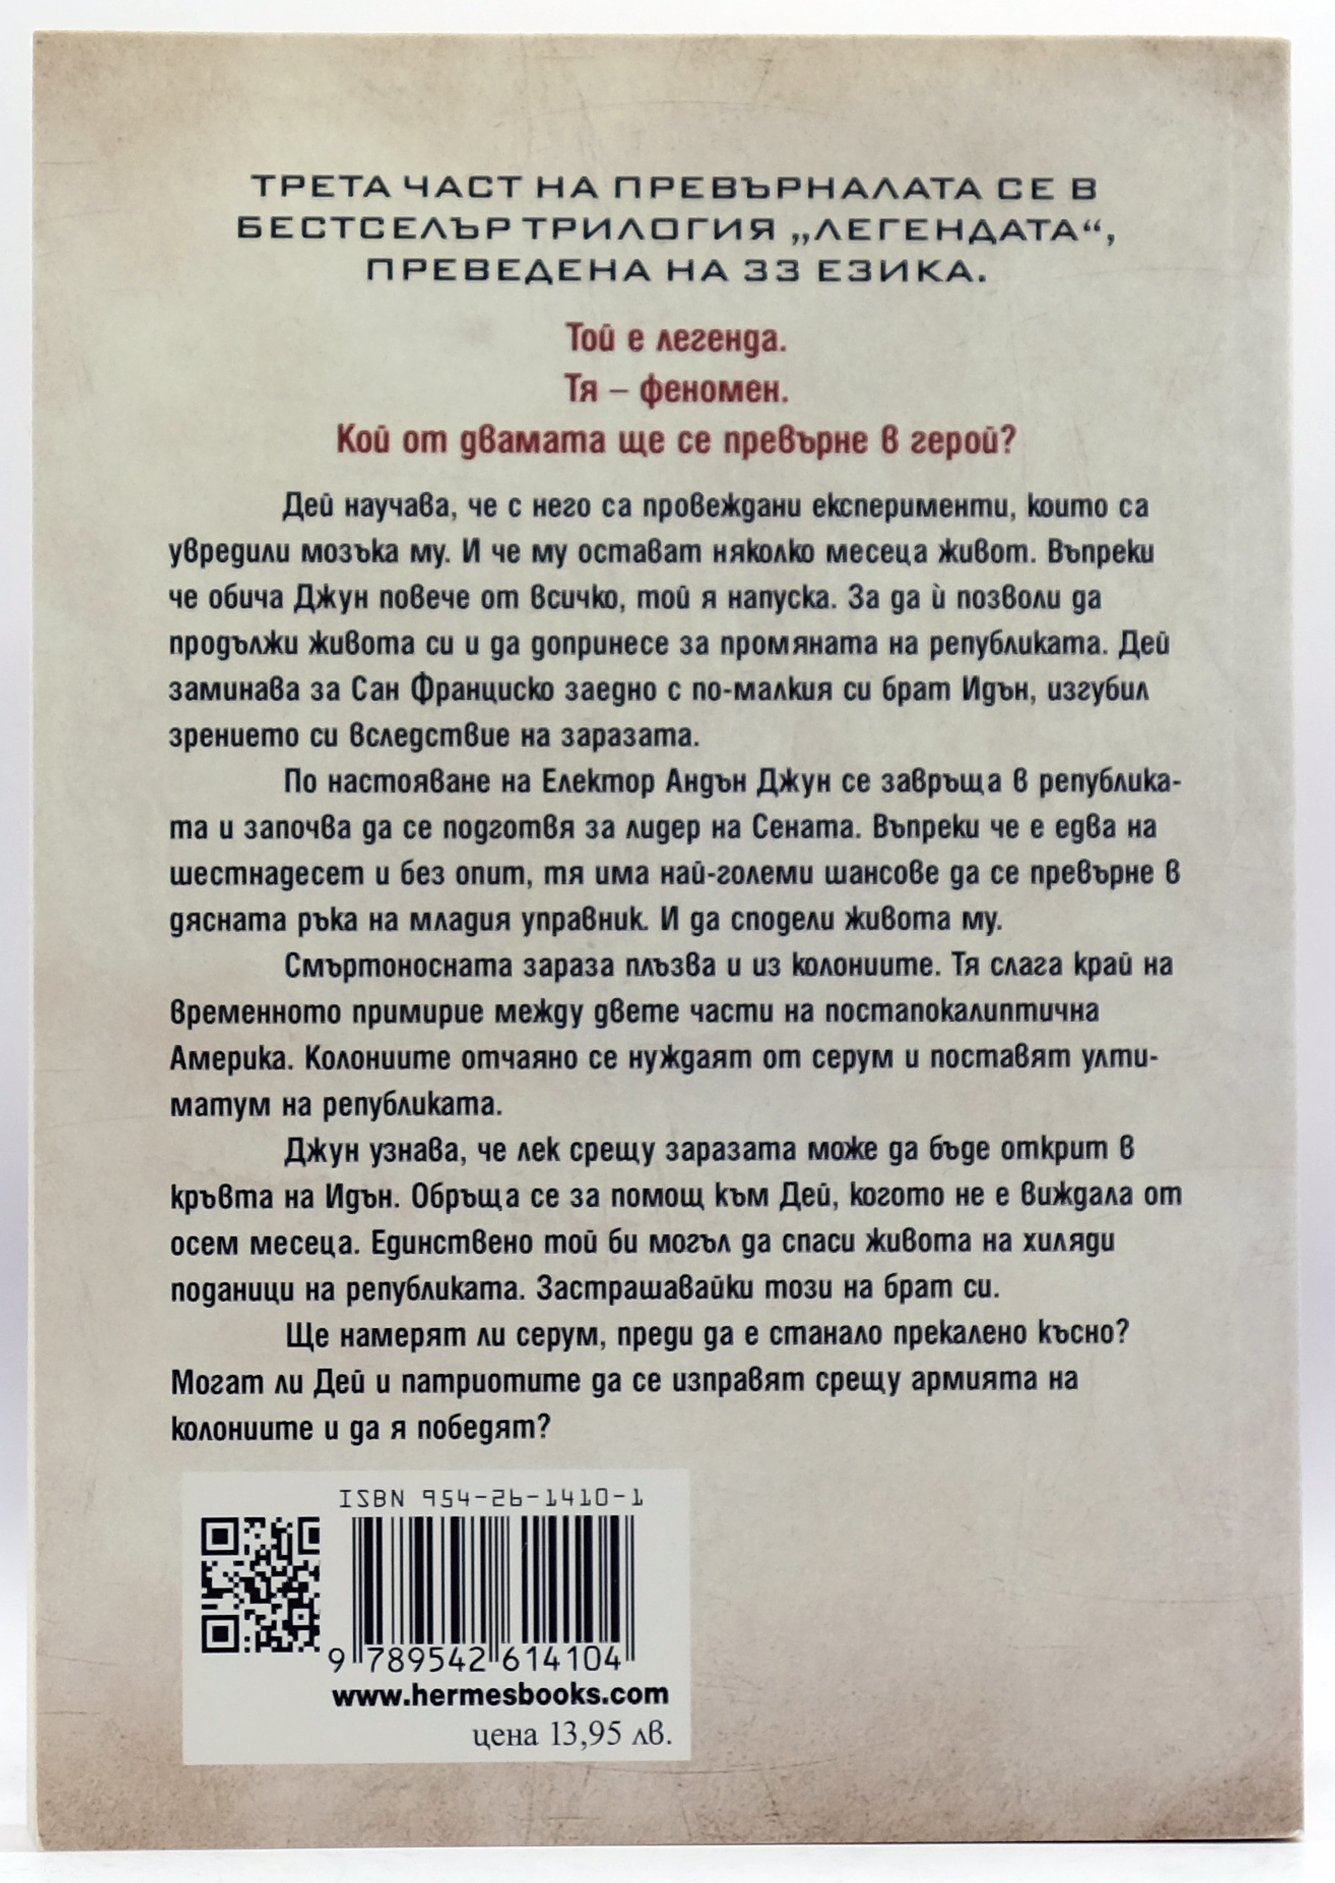 ТРЕТА ЧАСТ НА ПРЕВЪРНАЛАТА СЕ В
БЕСТСЕЛЪР ТРИЛОГИЯ „ЛЕГЕНДАТА“,
ПРЕВЕДЕНА НА 33 ЕЗИКА.
Той е легенда.
Тя – феномен.
Кой от двамата ще се превърне в герой?
Дей научава, че с него са провеждани експерименти, които са
увредили мозъка му. И че му остават няколко месеца живот. Въпреки
че обича Джун повече от всичко, той я напуска. За да ѝ позволи да
продължи живота си и да допринесе за промяната на републиката. Дей
заминава за Сан Франциско заедно с по-малкия си брат Идън, изгубил
зрението си вследствие на заразата.
По настояване на Електор Андън Джун се завръща в република-
та и започва да се подготвя за лидер на Сената. Въпреки че е едва на
шестнадесет и без опит, тя има най-големи шансове да се превърне в
дясната ръка на младия управник. И да сподели живота му.
Смъртоносната зараза плъзва и из колониите. Тя слага край на
временното примирие между двете части на постапокалиптична
Америка. Колониите отчаяно се нуждаят от серум и поставят улти-
матум на републиката.
Джун узнава, че лек срещу заразата може да бъде открит в
кръвта на Идън. Обръща се за помощ към Дей, когото не е виждала от
осем месеца. Единствено той би могъл да спаси живота на хиляди
поданици на републиката. Застрашавайки този на брат си.
Ще намерят ли серум, преди да е станало прекалено късно?
Могат ли Дей и патриотите да се изправят срещу армията на
колониите и да я победят?
ISBN 954-26-1410-1
9 789542 614104
www.hermesbooks.com
цена 13,95 лв.